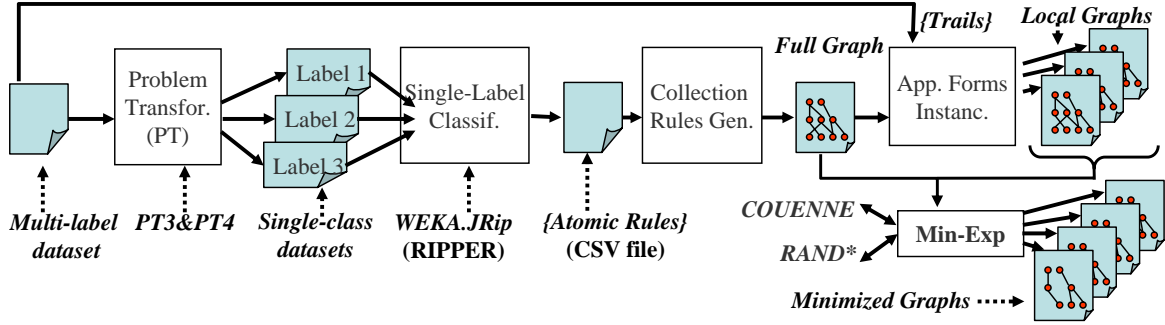 {Trails}
Local Graphs
Full Graph
Problem
Transfor.
(PT)
Label 1
Label 2
Label 3
Single-Label
Classif.
Collection
Rules Gen.
App. Forms
Instanc.
Multi-label
dataset
PT3&PT4
Single-class
datasets
WEKA..JRip
(RIPPER)
{Atomic Rules}
(CSV file)
COUENNE
RAND*
Min-Exp
Minimized Graphs